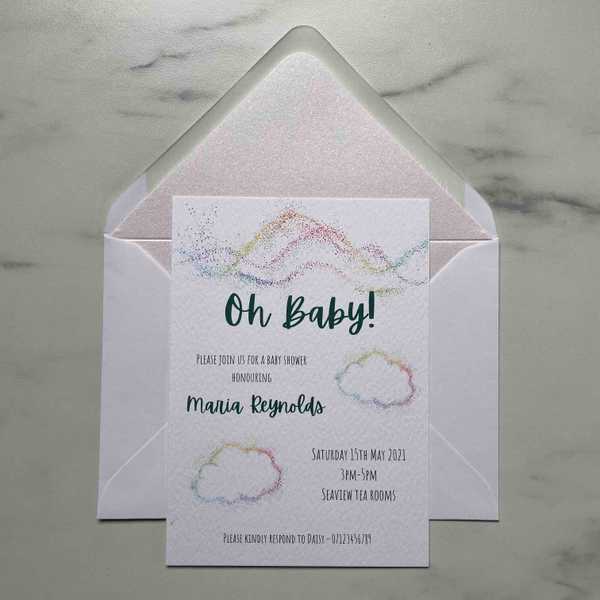 Oh Baby!
Please join us for a baby shower
honouring
Maria Reynolds
Saturday 15th May 2021
3pm-5pm
Seaview tea rooms
Please kindly respond to Daisy - 07123456789